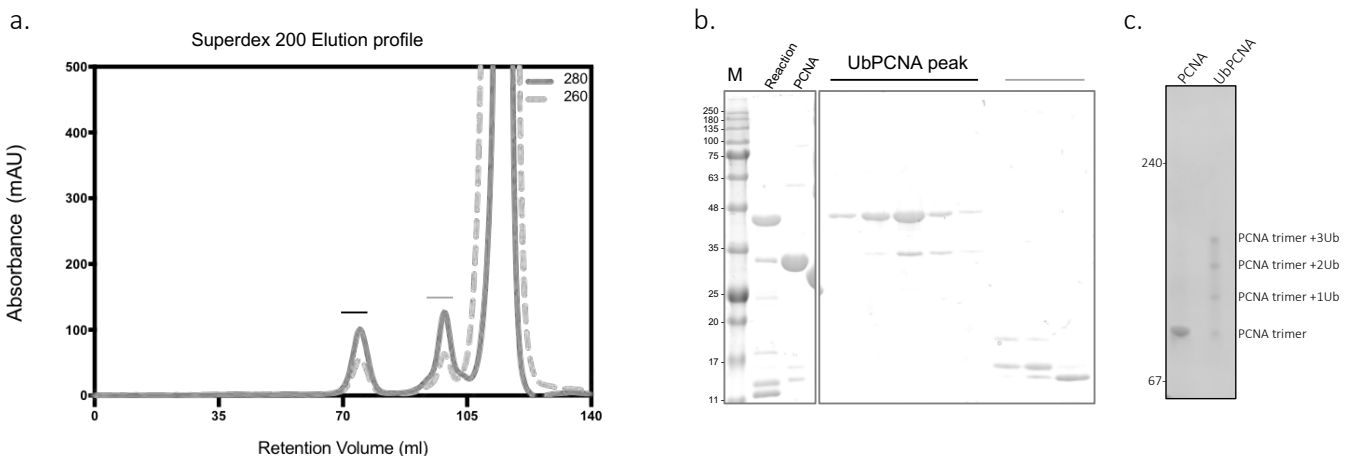 a.
Superdex 200 Elution profile
500
400
300
200
100
0
0
35
70
105
140
Absorbance (mAU)
Retention Volume (ml)
280
260
b.
M
Reaction
PCNA
UbPCNA peak
250
180
135
100
75
63
48
35
25
20
17
11
c.
PCNA
UbPCNA
240
67
PCNA trimer +3Ub
PCNA trimer +2Ub
PCNA trimer +1Ub
PCNA trimer